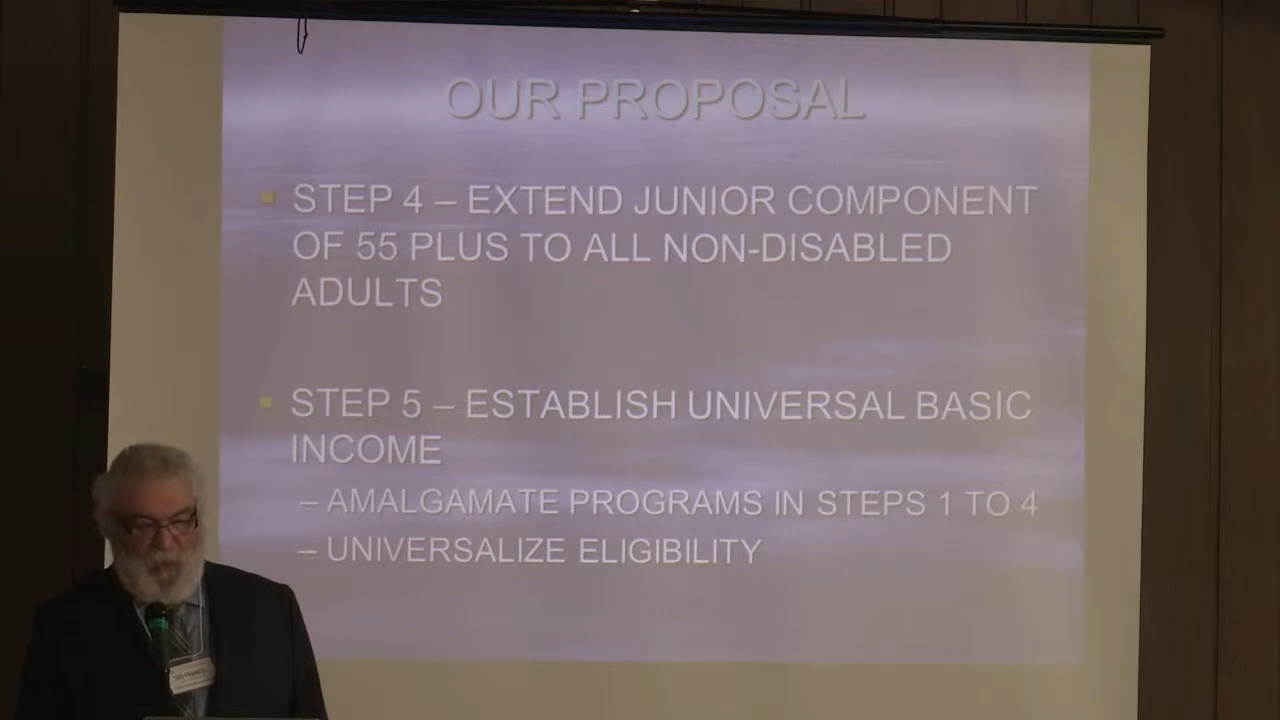 OUR PROPOSAL
STEP 4 – EXTEND JUNIOR COMPONENT
OF 55 PLUS TO ALL NON-DISABLED
ADULTS
STEP 5 – ESTABLISH UNIVERSAL BASIC
INCOME
– AMALGAMATE PROGRAMS IN STEPS 1 TO 4
– UNIVERSALIZE ELIGIBILITY